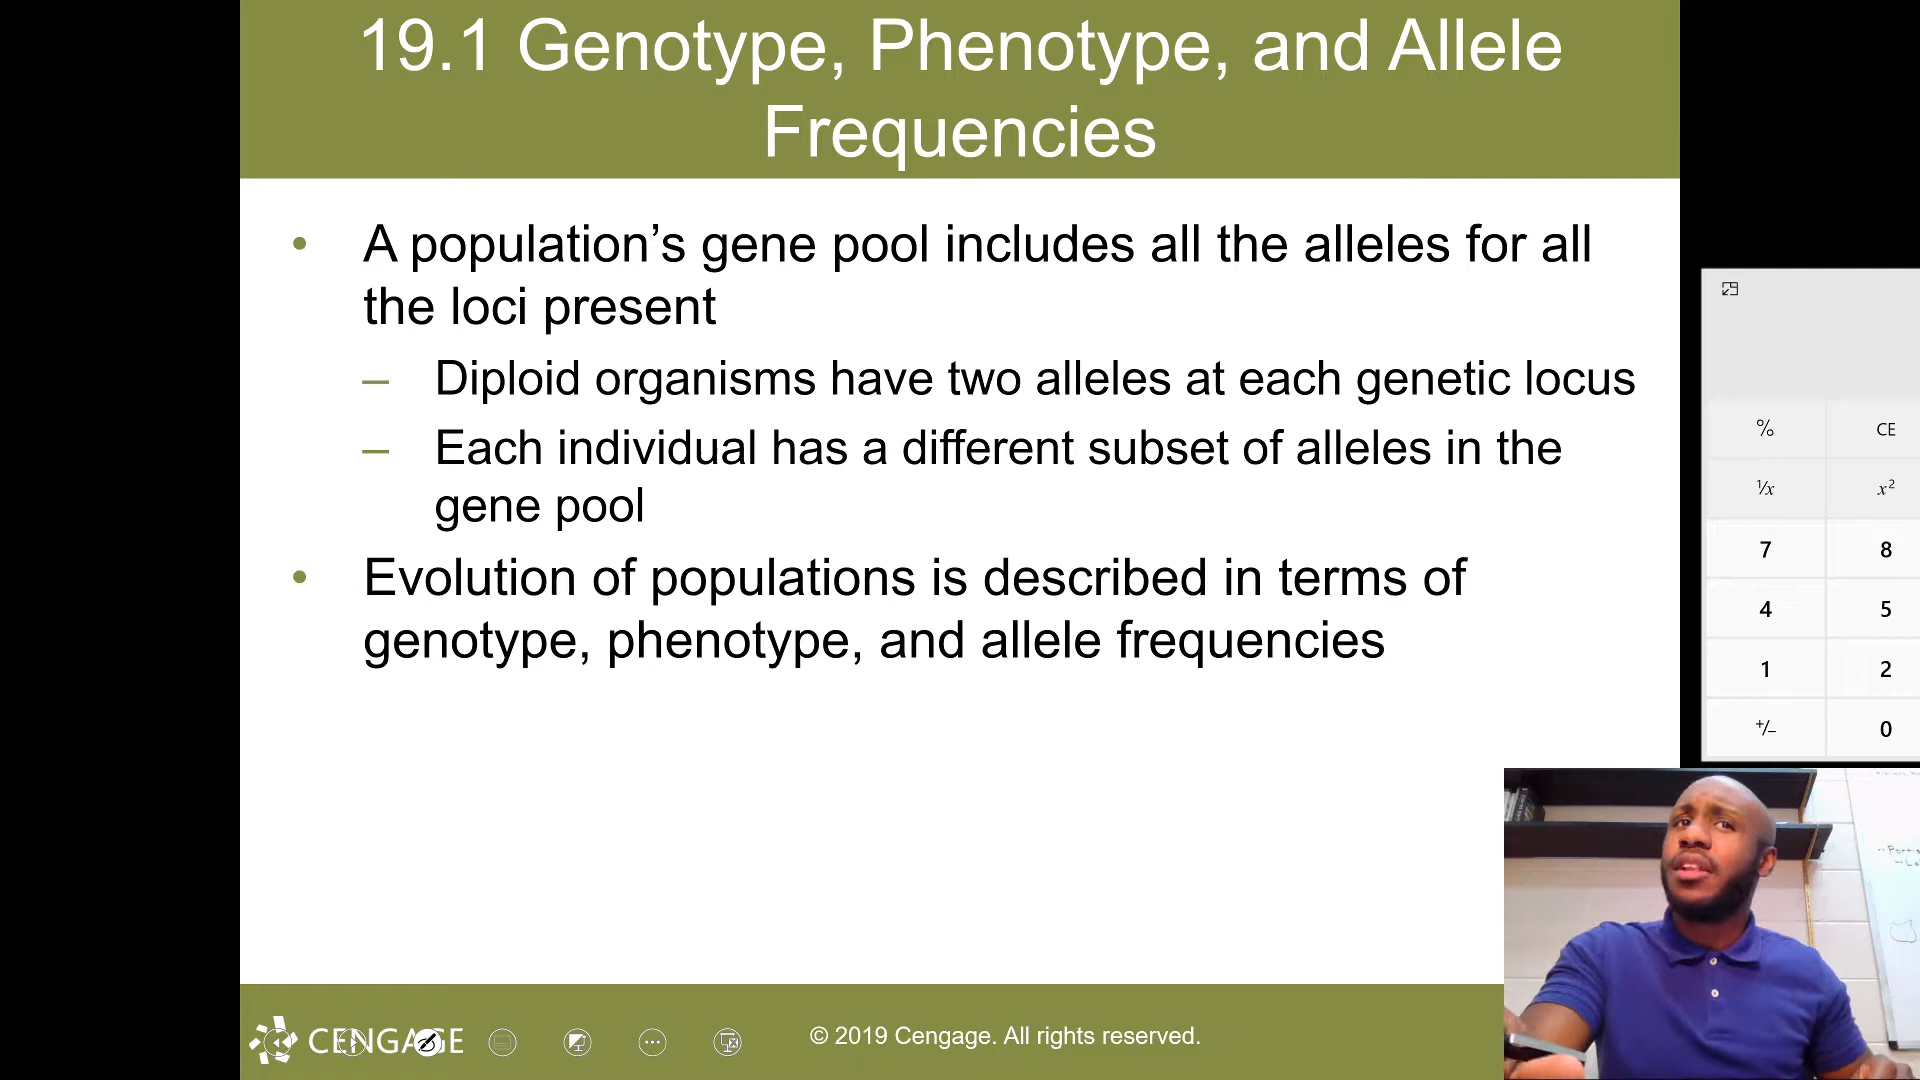 19.1 Genotype, Phenotype, and Allele
Frequencies
• A population’s gene pool includes all the alleles for all
the loci present
– Diploid organisms have two alleles at each genetic locus
– Each individual has a different subset of alleles in the
gene pool
• Evolution of populations is described in terms of
genotype, phenotype, and allele frequencies
% CE
¹/x x²
7 8
4 5
1 2
+/− 0
CENGAGE
© 2019 Cengage. All rights reserved.